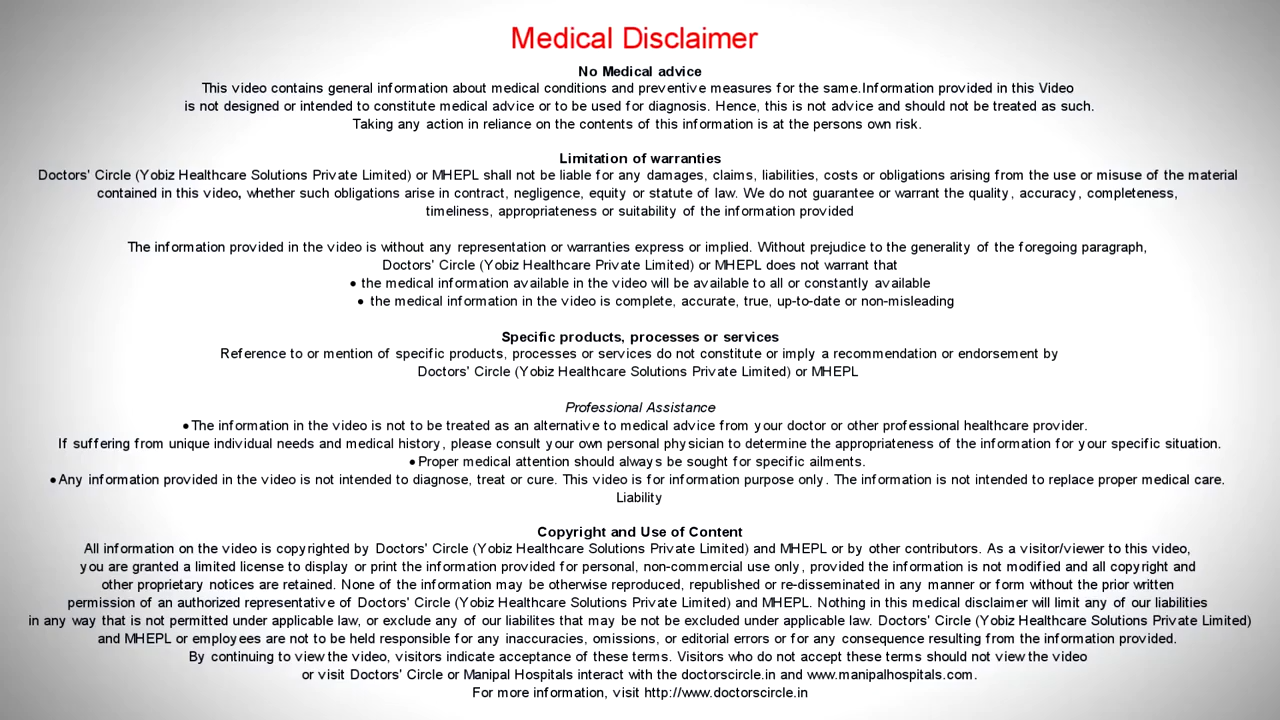 Medical Disclaimer
No Medical advice
This video contains general information about medical conditions and preventive measures for the same.Information provided in this Video
is not designed or intended to constitute medical advice or to be used for diagnosis. Hence, this is not advice and should not be treated as such.
Taking any action in reliance on the contents of this information is at the persons own risk.
Limitation of warranties
Doctors' Circle (Yobiz Healthcare Solutions Private Limited) or MHEPL shall not be liable for any damages, claims, liabilities, costs or obligations arising from the use or misuse of the material
contained in this video, whether such obligations arise in contract, negligence, equity or statute of law. We do not guarantee or warrant the quality, accuracy, completeness,
timeliness, appropriateness or suitability of the information provided
The information provided in the video is without any representation or warranties express or implied. Without prejudice to the generality of the foregoing paragraph,
Doctors' Circle (Yobiz Healthcare Private Limited) or MHEPL does not warrant that
• the medical information available in the video will be available to all or constantly available
• the medical information in the video is complete, accurate, true, up-to-date or non-misleading
Specific products, processes or services
Reference to or mention of specific products, processes or services do not constitute or imply a recommendation or endorsement by
Doctors' Circle (Yobiz Healthcare Solutions Private Limited) or MHEPL
Professional Assistance
•The information in the video is not to be treated as an alternative to medical advice from your doctor or other professional healthcare provider.
If suffering from unique individual needs and medical history, please consult your own personal physician to determine the appropriateness of the information for your specific situation.
•Proper medical attention should always be sought for specific ailments.
•Any information provided in the video is not intended to diagnose, treat or cure. This video is for information purpose only. The information is not intended to replace proper medical care.
Liability
Copyright and Use of Content
All information on the video is copyrighted by Doctors' Circle (Yobiz Healthcare Solutions Private Limited) and MHEPL or by other contributors. As a visitor/viewer to this video,
you are granted a limited license to display or print the information provided for personal, non-commercial use only, provided the information is not modified and all copyright and
other proprietary notices are retained. None of the information may be otherwise reproduced, republished or re-disseminated in any manner or form without the prior written
permission of an authorized representative of Doctors' Circle (Yobiz Healthcare Solutions Private Limited) and MHEPL. Nothing in this medical disclaimer will limit any of our liabilities
in any way that is not permitted under applicable law, or exclude any of our liabilites that may be not be excluded under applicable law. Doctors' Circle (Yobiz Healthcare Solutions Private Limited)
and MHEPL or employees are not to be held responsible for any inaccuracies, omissions, or editorial errors or for any consequence resulting from the information provided.
By continuing to view the video, visitors indicate acceptance of these terms. Visitors who do not accept these terms should not view the video
or visit Doctors' Circle or Manipal Hospitals interact with the doctorscircle.in and www.manipalhospitals.com.
For more information, visit http://www.doctorscircle.in